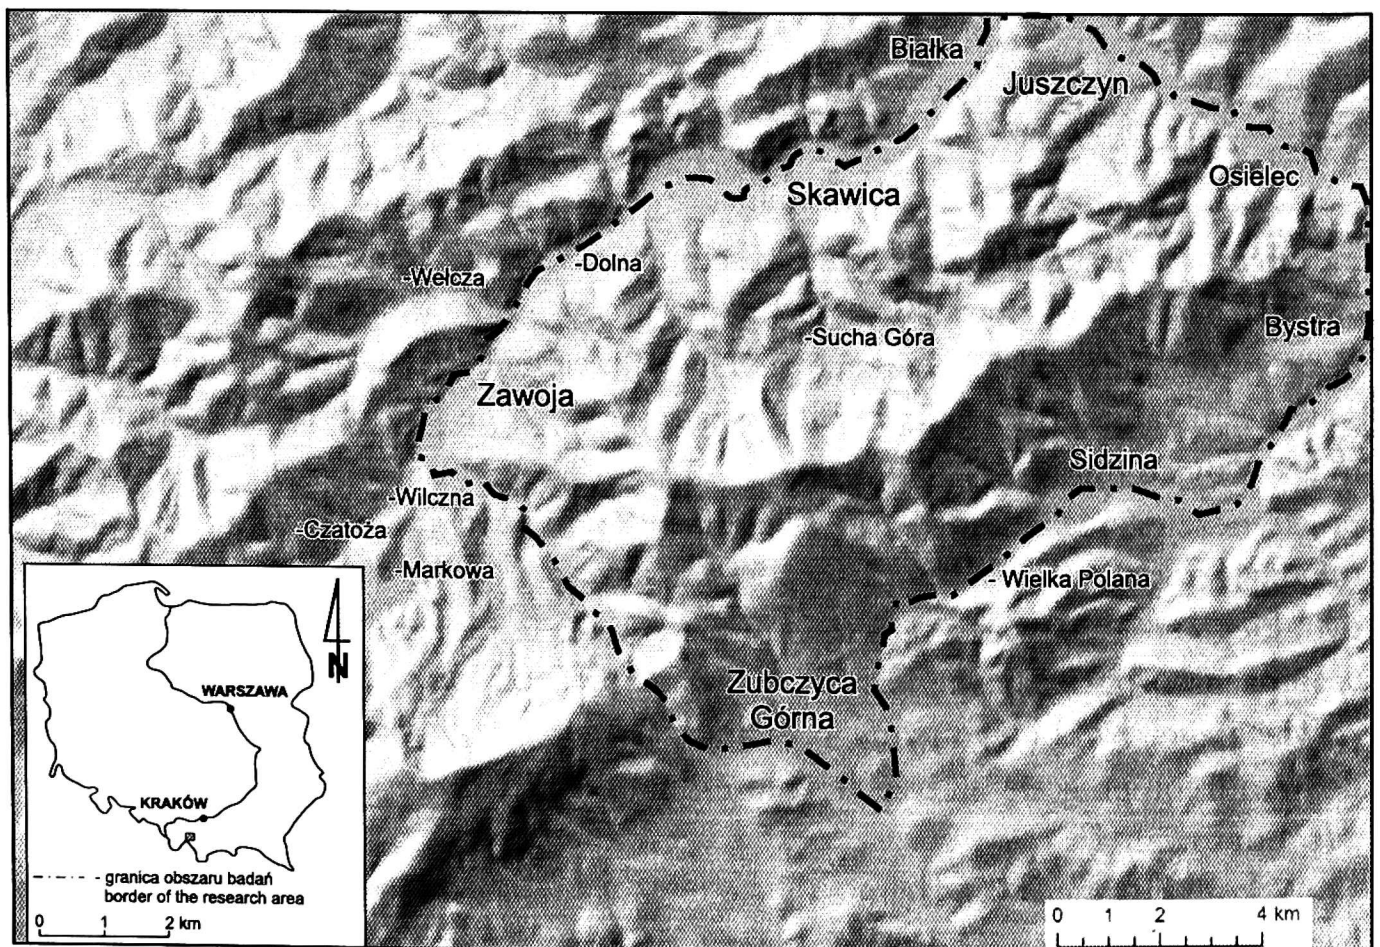 Białka
Juszczyn
Osielec
Skawica
-Dolna
-Wełcza
Bystra
-Sucha Góra
Zawoja
Sidzina
-Wilczna
-Czatoża
-Markowa
- Wielka Polana
Zubczyca
Górna
N
WARSZAWA
KRAKÓW
- granica obszaru badań
border of the research area
0 1 2 km
0 1 2 4 km